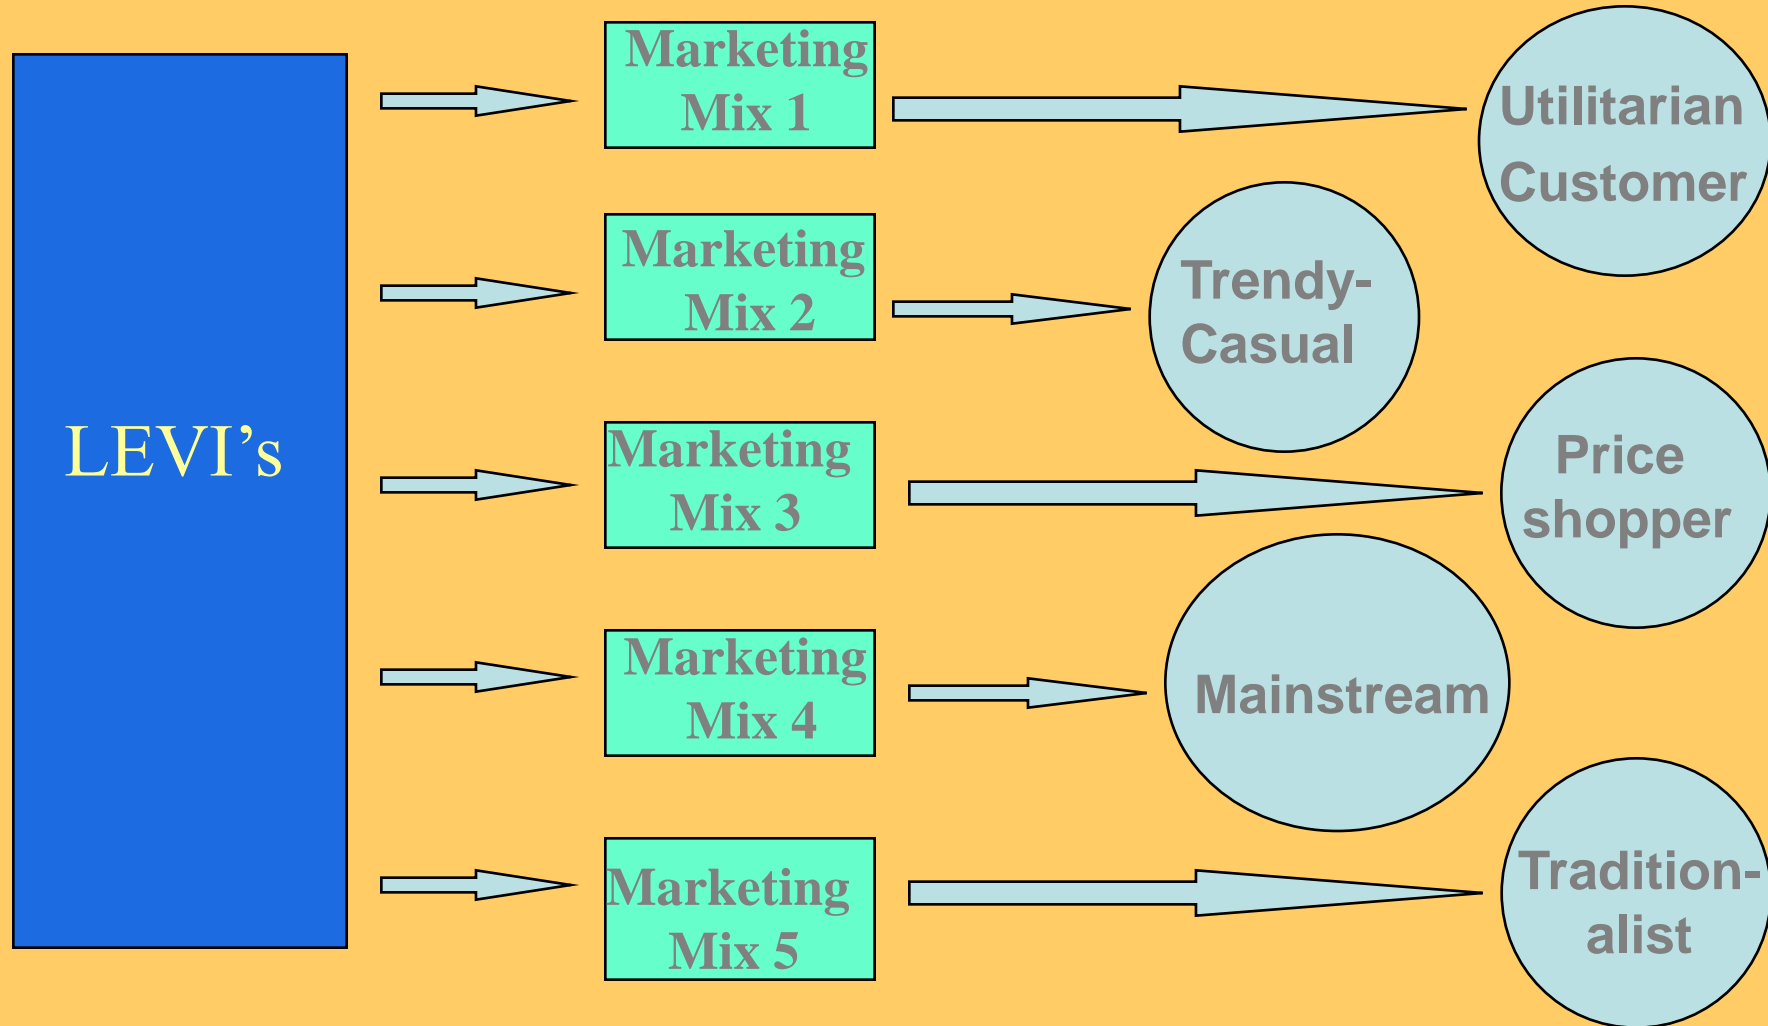 LEVI’s
Marketing
Mix 1
Utilitarian
Customer
Marketing
Mix 2
Trendy-
Casual
Marketing
Mix 3
Price
shopper
Marketing
Mix 4
Mainstream
Marketing
Mix 5
Tradition-
alist